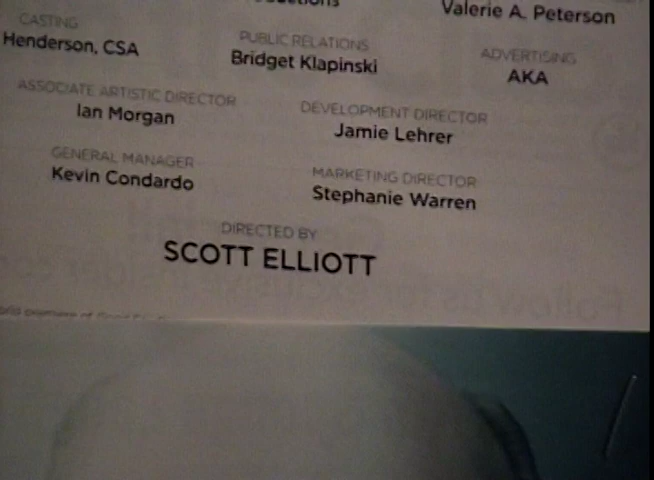 Valerie A. Peterson
CASTING
Henderson, CSA
PUBLIC RELATIONS
Bridget Klapinski
ADVERTISING
AKA
ASSOCIATE ARTISTIC DIRECTOR
Ian Morgan
DEVELOPMENT DIRECTOR
Jamie Lehrer
GENERAL MANAGER
Kevin Condardo
MARKETING DIRECTOR
Stephanie Warren
DIRECTED BY
SCOTT ELLIOTT